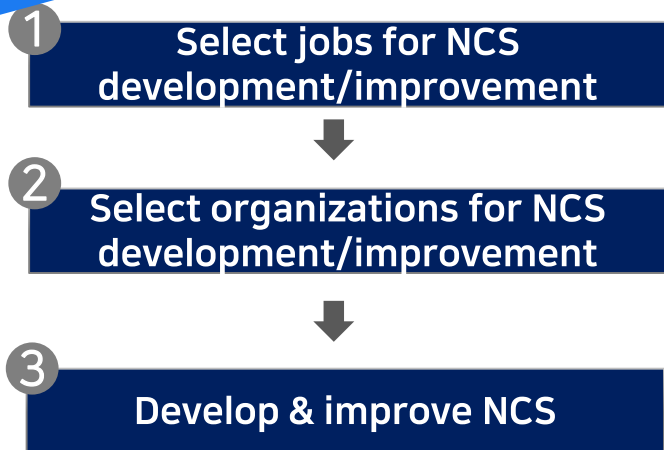 1
Select jobs for NCS
development/improvement
2
Select organizations for NCS
development/improvement
3
Develop & improve NCS